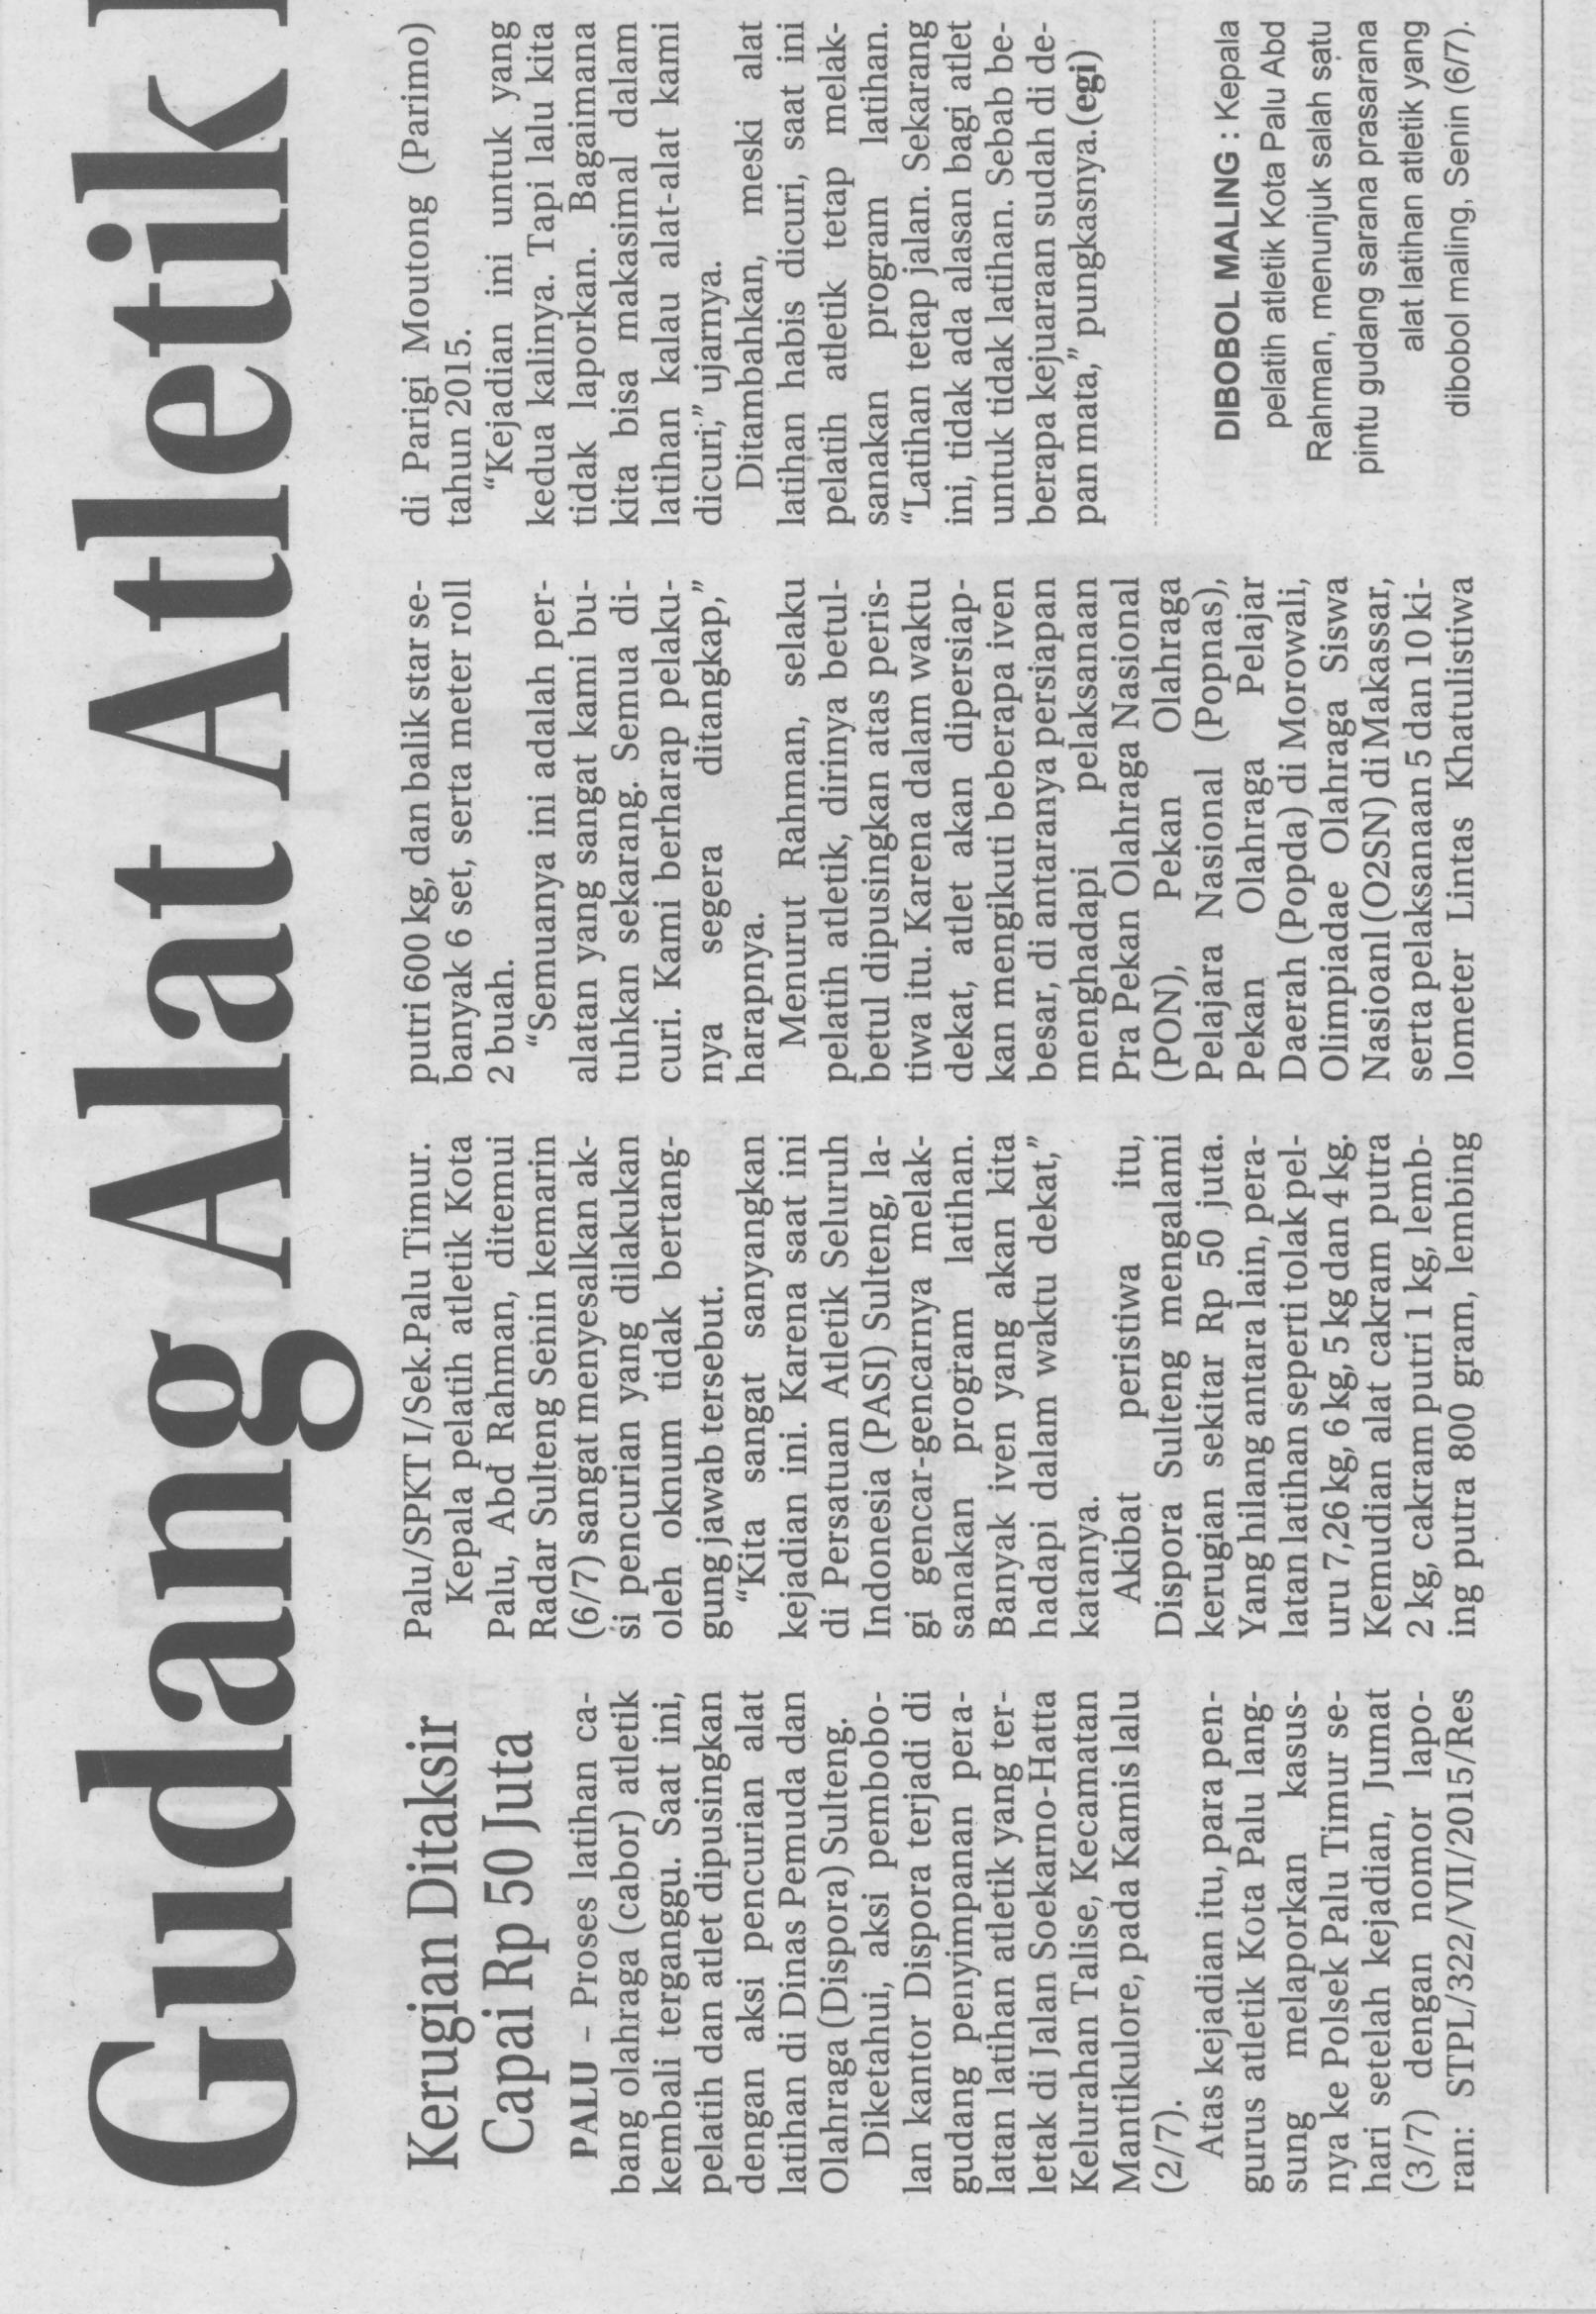 Gudang Alat Atletik
Kerugian Ditaksir
Capai Rp 50 Juta
PALU – Proses latihan ca-
bang olahraga (cabor) atletik
kembali terganggu. Saat ini,
pelatih dan atlet dipusingkan
dengan aksi pencurian alat
latihan di Dinas Pemuda dan
Olahraga (Dispora) Sulteng.
Diketahui, aksi pembobo-
lan kantor Dispora terjadi di
gudang penyimpanan pera-
latan latihan atletik yang ter-
letak di Jalan Soekarno-Hatta
Kelurahan Talise, Kecamatan
Mantikulore, pada Kamis lalu
(2/7).
Atas kejadian itu, para pen-
gurus atletik Kota Palu lang-
sung melaporkan kasus-
nya ke Polsek Palu Timur se-
hari setelah kejadian, Jumat
(3/7) dengan nomor lapo-
ran: STPL/322/VII/2015/Res
Palu/SPKT I/Sek.Palu Timur.
Kepala pelatih atletik Kota
Palu, Abd Rahman, ditemui
Radar Sulteng Senin kemarin
(6/7) sangat menyesalkan ak-
si pencurian yang dilakukan
oleh oknum tidak bertang-
gung jawab tersebut.
“Kita sangat sanyangkan
kejadian ini. Karena saat ini
di Persatuan Atletik Seluruh
Indonesia (PASI) Sulteng, la-
gi gencar-gencarnya melak-
sanakan program latihan.
Banyak iven yang akan kita
hadapi dalam waktu dekat,”
katanya.
Akibat peristiwa itu,
Dispora Sulteng mengalami
kerugian sekitar Rp 50 juta.
Yang hilang antara lain, pera-
latan latihan seperti tolak pel-
uru 7,26 kg, 6 kg, 5 kg dan 4 kg.
Kemudian alat cakram putra
2 kg, cakram putri 1 kg, lemb-
ing putra 800 gram, lembing
putri 600 kg, dan balik star se-
banyak 6 set, serta meter roll
2 buah.
“Semuanya ini adalah per-
alatan yang sangat kami bu-
tuhkan sekarang. Semua di-
curi. Kami berharap pelaku-
nya segera ditangkap,”
harapnya.
Menurut Rahman, selaku
pelatih atletik, dirinya betul-
betul dipusingkan atas peris-
tiwa itu. Karena dalam waktu
dekat, atlet akan dipersiap-
kan mengikuti beberapa iven
besar, di antaranya persiapan
menghadapi pelaksanaan
Pra Pekan Olahraga Nasional
(PON), Pekan Olahraga
Pelajara Nasional (Popnas),
Pekan Olahraga Pelajar
Daerah (Popda) di Morowali,
Olimpiadae Olahraga Siswa
Nasioanl (O2SN) di Makassar,
serta pelaksanaan 5 dan 10 ki-
lometer Lintas Khatulistiwa
di Parigi Moutong (Parimo)
tahun 2015.
“Kejadian ini untuk yang
kedua kalinya. Tapi lalu kita
tidak laporkan. Bagaimana
kita bisa makasimal dalam
latihan kalau alat-alat kami
dicuri,” ujarnya.
Ditambahkan, meski alat
latihan habis dicuri, saat ini
pelatih atletik tetap melak-
sanakan program latihan.
“Latihan tetap jalan. Sekarang
ini, tidak ada alasan bagi atlet
untuk tidak latihan. Sebab be-
berapa kejuaraan sudah di de-
pan mata,” pungkasnya.(egi)
DIBOBOL MALING : Kepala
pelatih atletik Kota Palu Abd
Rahman, menunjuk salah satu
pintu gudang sarana prasarana
alat latihan atletik yang
dibobol maling, Senin (6/7).